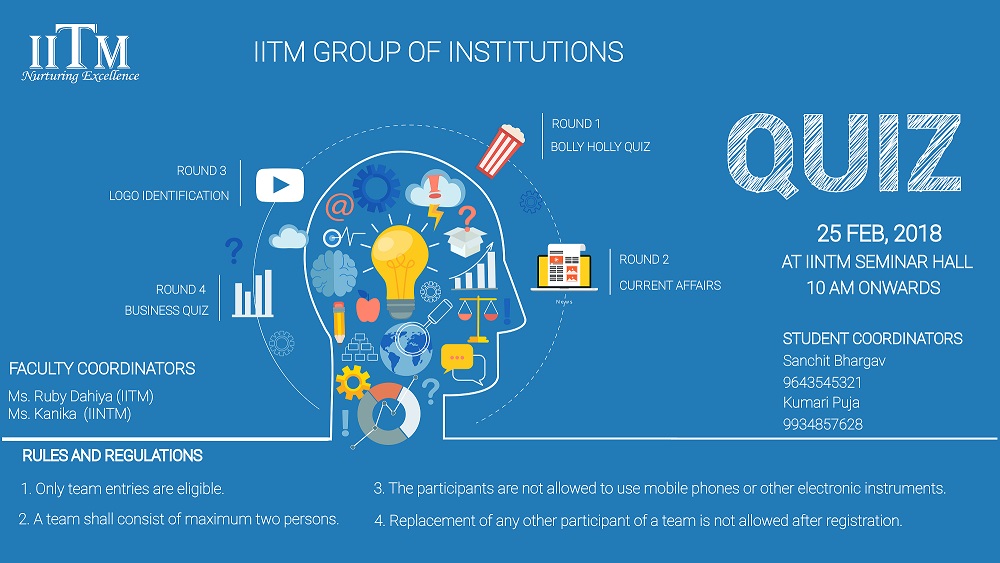 IITM
Nurturing Excellence
IITM GROUP OF INSTITUTIONS
QUIZ
25 FEB, 2018
AT IINTM SEMINAR HALL
10 AM ONWARDS
ROUND 1
BOLLY HOLLY QUIZ
ROUND 2
CURRENT AFFAIRS
News
ROUND 3
LOGO IDENTIFICATION
ROUND 4
BUSINESS QUIZ
FACULTY COORDINATORS
Ms. Ruby Dahiya (IITM)
Ms. Kanika (IINTM)
STUDENT COORDINATORS
Sanchit Bhargav
9643545321
Kumari Puja
9934857628
RULES AND REGULATIONS
1. Only team entries are eligible.
2. A team shall consist of maximum two persons.
3. The participants are not allowed to use mobile phones or other electronic instruments.
4. Replacement of any other participant of a team is not allowed after registration.